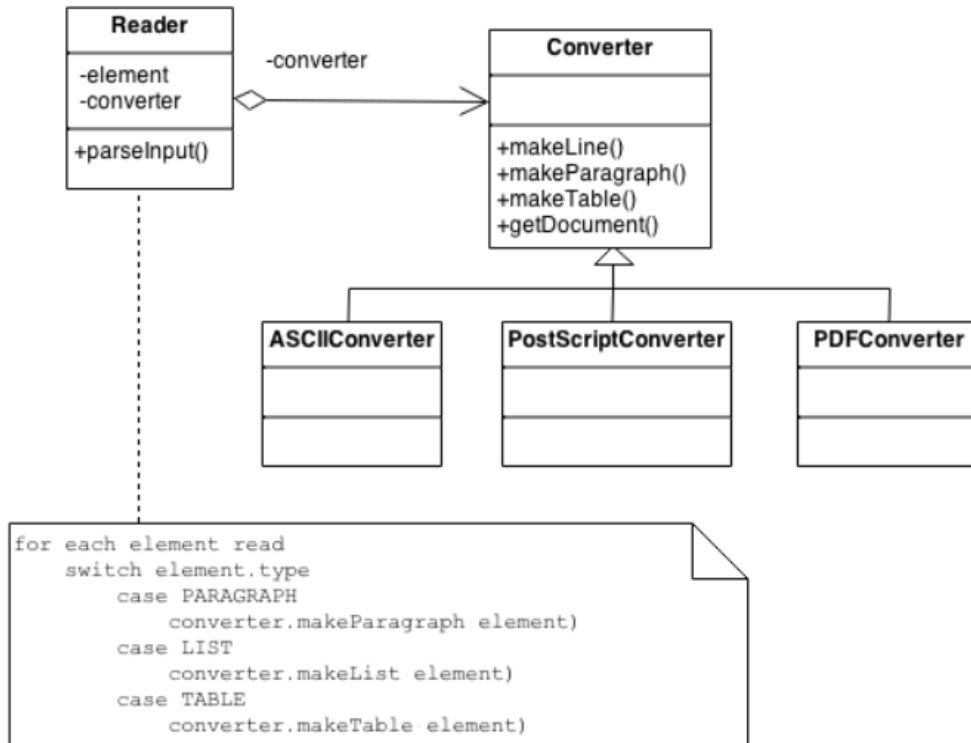 Reader
-element
-converter
+parseInput()
-converter
Converter
+makeLine()
+makeParagraph()
+makeTable()
+getDocument()
ASCIIConverter
PostScriptConverter
PDFConverter
for each element read
switch element.type
case PARAGRAPH
converter.makeParagraph element)
case LIST
converter.makeList element)
case TABLE
converter.makeTable element)